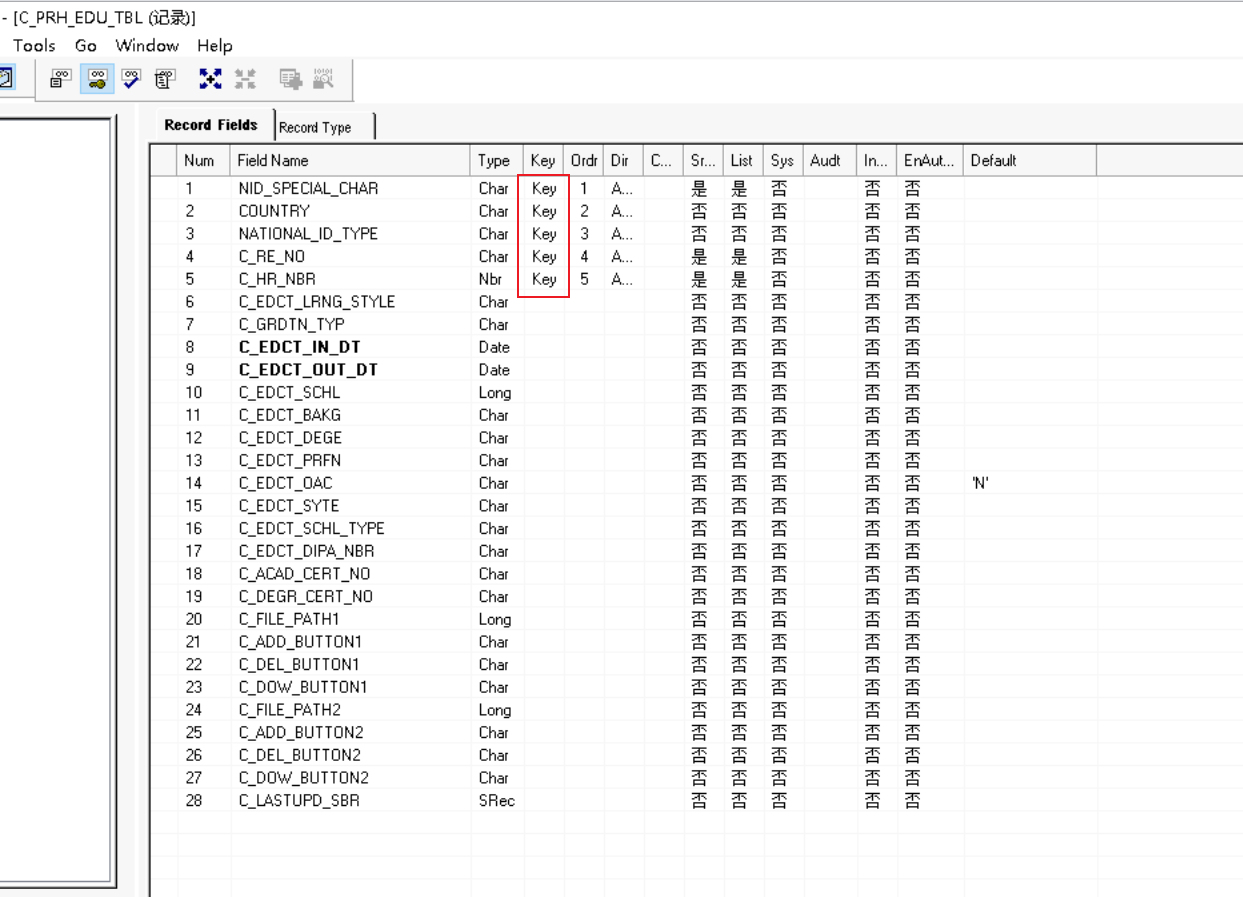 - [C_PRH_EDU_TBL (记录)]
Tools Go Window Help
Record Fields Record Type
Num Field Name Type Key Ordr Dir C... Sr... List Sys Audt In... EnAut... Default
1 NID_SPECIAL_CHAR Char Key 1 A... 是 是 否 否 否
2 COUNTRY Char Key 2 A... 否 否 否 否 否
3 NATIONAL_ID_TYPE Char Key 3 A... 否 否 否 否 否
4 C_RE_NO Char Key 4 A... 是 是 否 否 否
5 C_HR_NBR Nbr Key 5 A... 是 是 否 否 否
6 C_EDCT_LRNG_STYLE Char 否 否 否 否 否
7 C_GRDTN_TYP Char 否 否 否 否 否
8 C_EDCT_IN_DT Date 否 否 否 否 否
9 C_EDCT_OUT_DT Date 否 否 否 否 否
10 C_EDCT_SCHL Long 否 否 否 否 否
11 C_EDCT_BAKG Char 否 否 否 否 否
12 C_EDCT_DEGE Char 否 否 否 否 否
13 C_EDCT_PRFN Char 否 否 否 否 否
14 C_EDCT_OAC Char 否 否 否 否 否 'N'
15 C_EDCT_SYTE Char 否 否 否 否 否
16 C_EDCT_SCHL_TYPE Char 否 否 否 否 否
17 C_EDCT_DIPA_NBR Char 否 否 否 否 否
18 C_ACAD_CERT_NO Char 否 否 否 否 否
19 C_DEGR_CERT_NO Char 否 否 否 否 否
20 C_FILE_PATH1 Long 否 否 否 否 否
21 C_ADD_BUTTON1 Char 否 否 否 否 否
22 C_DEL_BUTTON1 Char 否 否 否 否 否
23 C_DOW_BUTTON1 Char 否 否 否 否 否
24 C_FILE_PATH2 Long 否 否 否 否 否
25 C_ADD_BUTTON2 Char 否 否 否 否 否
26 C_DEL_BUTTON2 Char 否 否 否 否 否
27 C_DOW_BUTTON2 Char 否 否 否 否 否
28 C_LASTUPD_SBR SRec 否 否 否 否 否